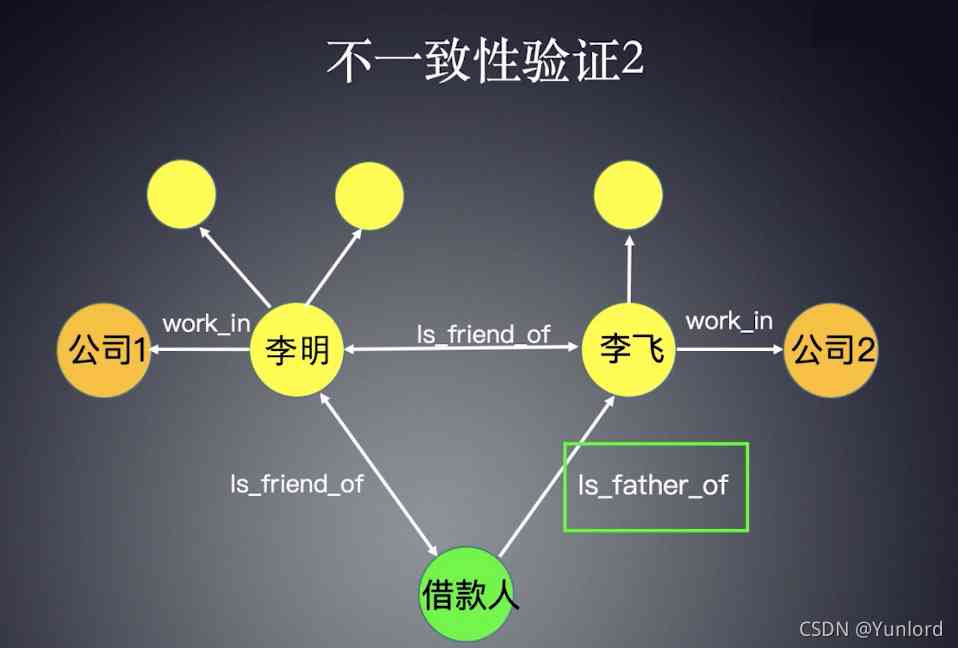 不一致性验证2
work_in
Is_friend_of
work_in
公司1
李明
李飞
公司2
Is_friend_of
Is_father_of
借款人
CSDN @Yunlord